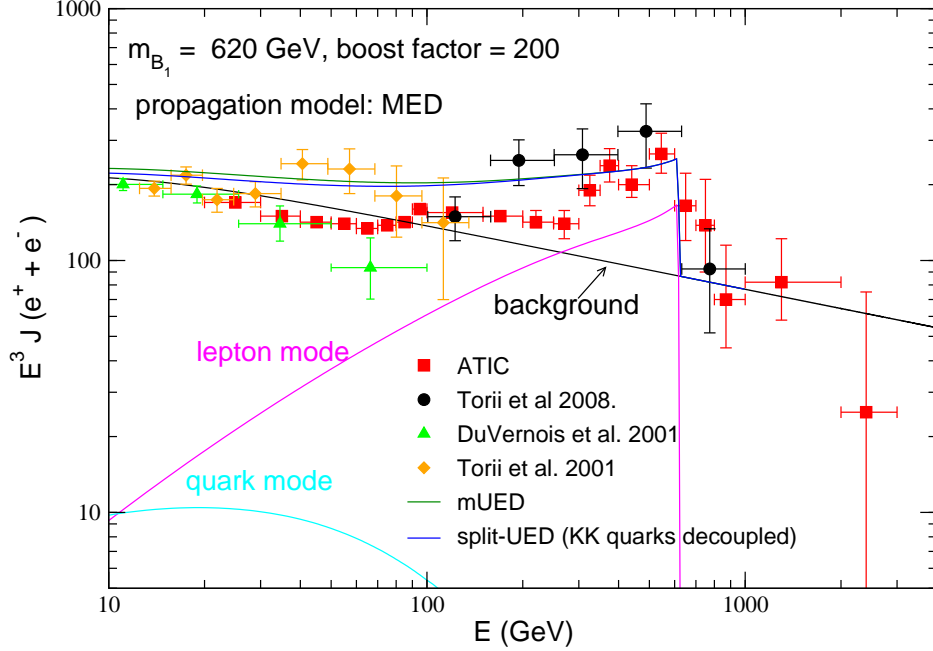 1000
m_B_1 = 620 GeV, boost factor = 200
propagation model: MED
E^3 J (e^+ + e^-)
100
background
lepton mode
ATIC
Torii et al 2008.
DuVernois et al. 2001
quark mode
Torii et al. 2001
mUED
10
split-UED (KK quarks decoupled)
10 100 1000
E (GeV)